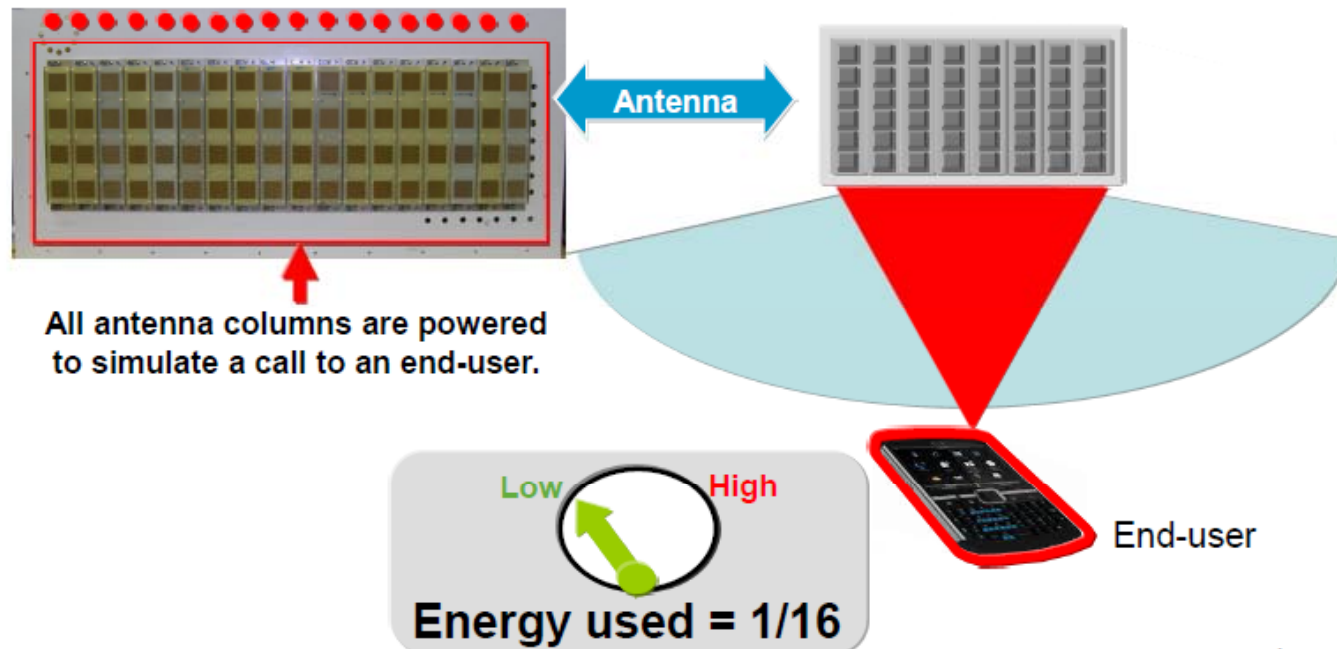 Antenna
All antenna columns are powered
to simulate a call to an end-user.
Low
High
End-user
Energy used = 1/16